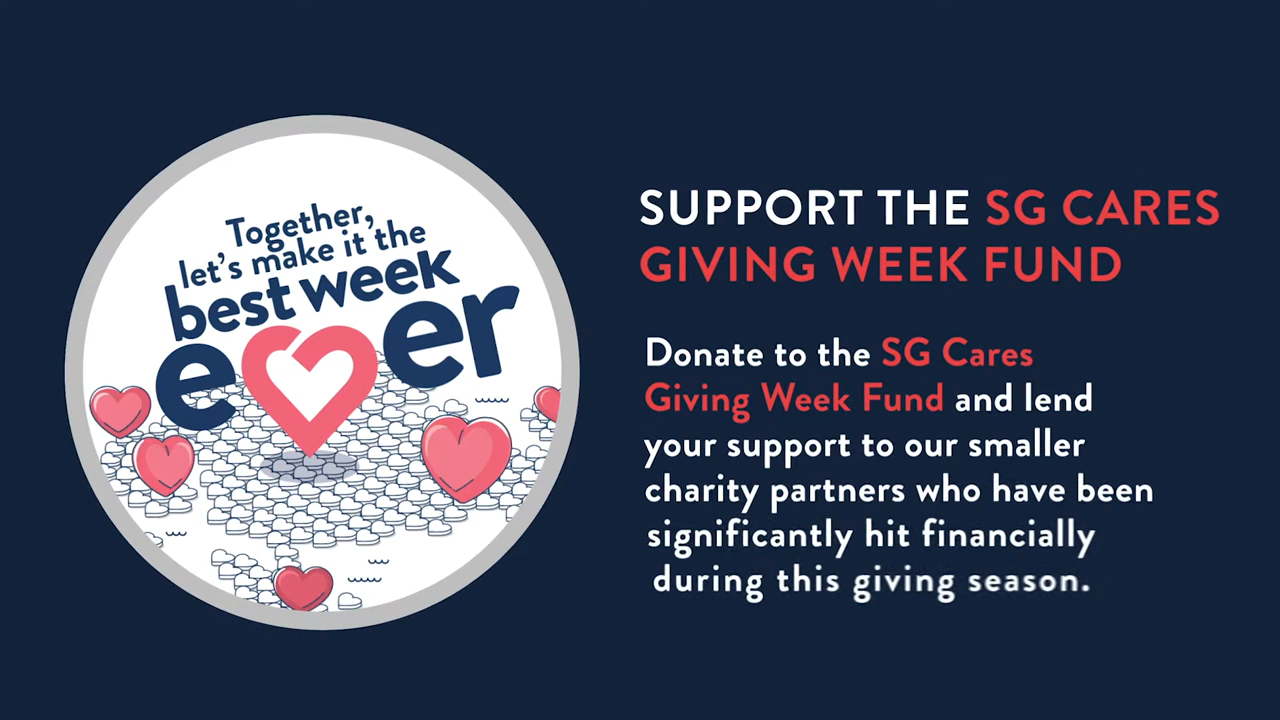 Together,
let's make it the
best week
ever
SUPPORT THE SG CARES
GIVING WEEK FUND
Donate to the SG Cares
Giving Week Fund and lend
your support to our smaller
charity partners who have been
significantly hit financially
during this giving season.